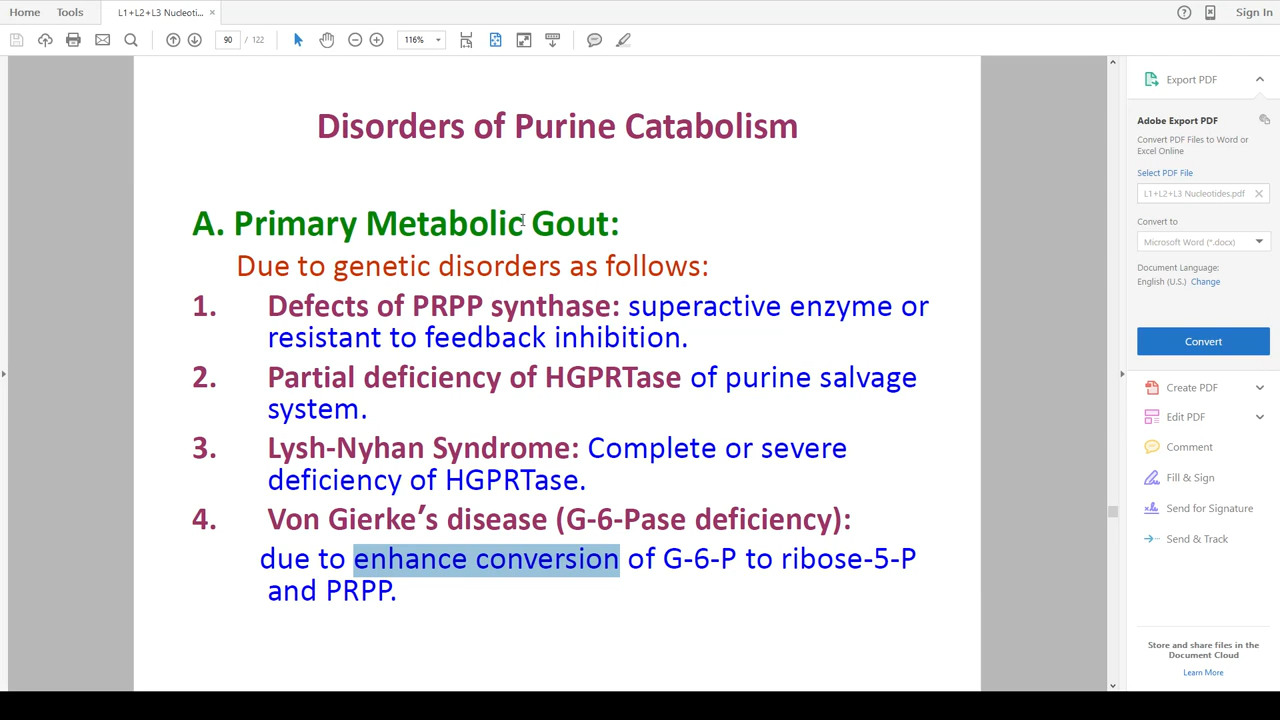 Home
Tools
L1+L2+L3 Nucleoti... ×
Sign In
90 / 122
116%
Disorders of Purine Catabolism
A. Primary Metabolic Gout:
Due to genetic disorders as follows:
1. Defects of PRPP synthase: superactive enzyme or
resistant to feedback inhibition.
2. Partial deficiency of HGPRTase of purine salvage
system.
3. Lysh-Nyhan Syndrome: Complete or severe
deficiency of HGPRTase.
4. Von Gierke’s disease (G-6-Pase deficiency):
due to enhance conversion of G-6-P to ribose-5-P
and PRPP.
Export PDF
Adobe Export PDF
Convert PDF Files to Word or
Excel Online
Select PDF File
L1+L2+L3 Nucleotides.pdf
Convert to
Microsoft Word (*.docx)
Document Language:
English (U.S.) Change
Convert
Create PDF
Edit PDF
Comment
Fill & Sign
Send for Signature
Send & Track
Store and share files in the
Document Cloud
Learn More